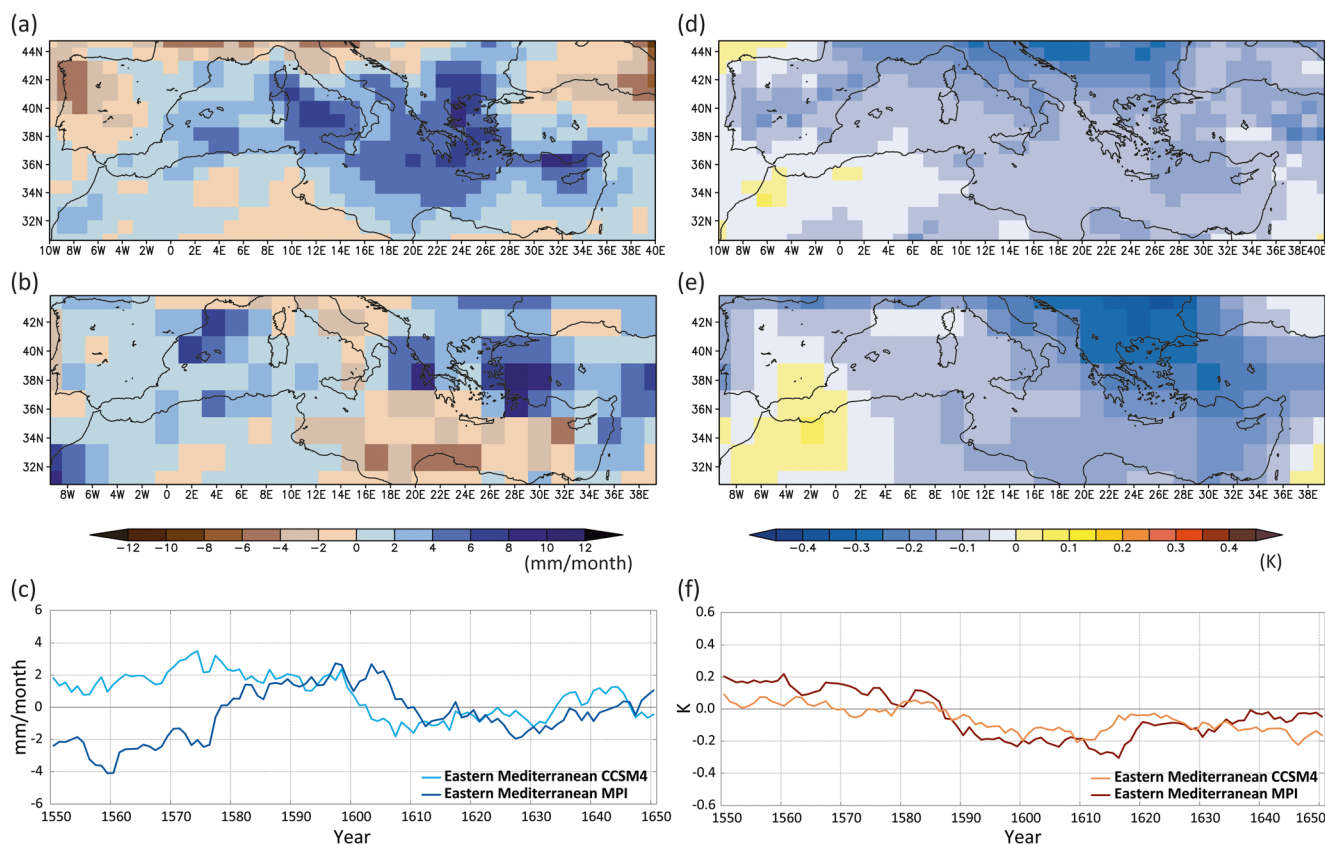 (a)
44N
42N
40N
38N
36N
34N
32N
10W 8W 6W 4W 2W 0 2E 4E 6E 8E 10E 12E 14E 16E 18E 20E 22E 24E 26E 28E 30E 32E 34E 36E 38E 40E
(d)
44N
42N
40N
38N
36N
34N
32N
10W 8W 6W 4W 2W 0 2E 4E 6E 8E 10E 12E 14E 16E 18E 20E 22E 24E 26E 28E 30E 32E 34E 36E 38E 40E
(b)
42N
40N
38N
36N
34N
32N
8W 6W 4W 2W 0 2E 4E 6E 8E 10E 12E 14E 16E 18E 20E 22E 24E 26E 28E 30E 32E 34E 36E 38E
(e)
42N
40N
38N
36N
34N
32N
8W 6W 4W 2W 0 2E 4E 6E 8E 10E 12E 14E 16E 18E 20E 22E 24E 26E 28E 30E 32E 34E 36E 38E
-12 -10 -8 -6 -4 -2 0 2 4 6 8 10 12
(mm/month)
-0.4 -0.3 -0.2 -0.1 0 0.1 0.2 0.3 0.4
(K)
(c)
mm/month
6
4
2
0
-2
-4
-6
Eastern Mediterranean CCSM4
Eastern Mediterranean MPI
1550 1560 1570 1580 1590 1600 1610 1620 1630 1640 1650
Year
(f)
K
0.6
0.4
0.2
0.0
-0.2
-0.4
-0.6
Eastern Mediterranean CCSM4
Eastern Mediterranean MPI
1550 1560 1570 1580 1590 1600 1610 1620 1630 1640 1650
Year